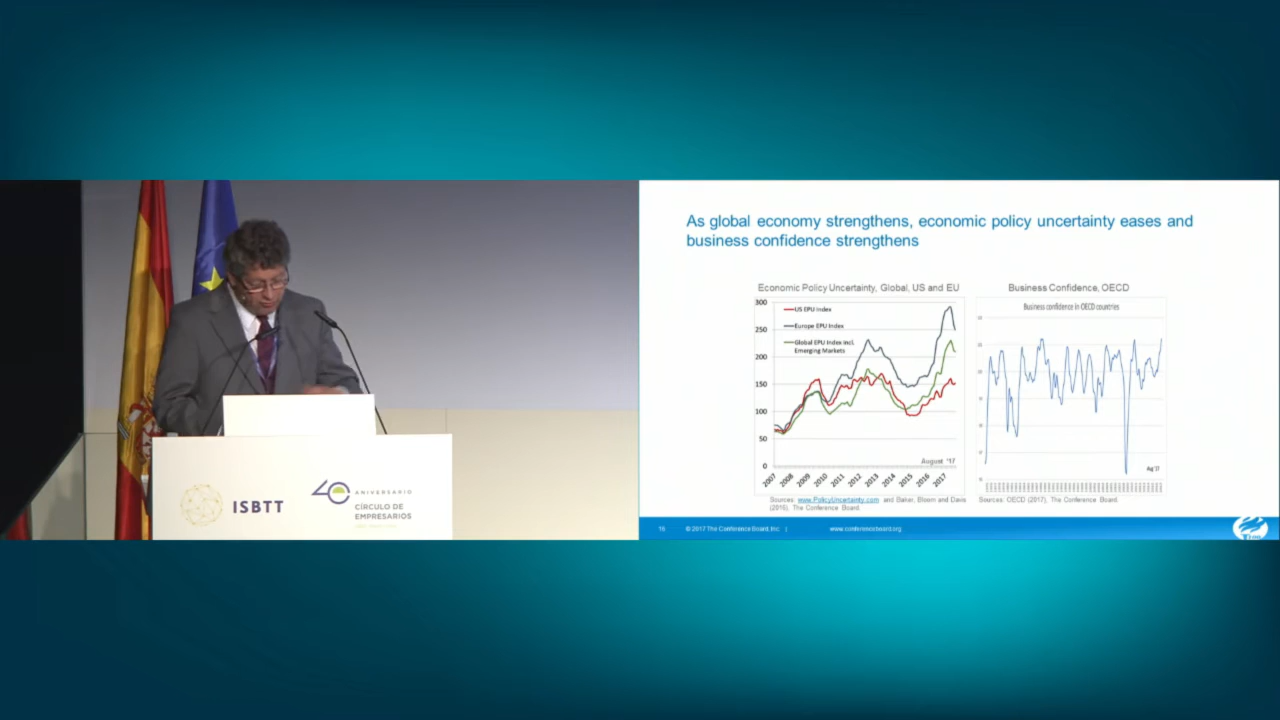 ISBTT
40
ANIVERSARIO
CÍRCULO DE
EMPRESARIOS
As global economy strengthens, economic policy uncertainty eases and
business confidence strengthens
Economic Policy Uncertainty, Global, US and EU
300
250
200
150
100
50
0
US EPU Index
Europe EPU Index
Global EPU Index incl.
Emerging Markets
August '17
2007
2008
2009
2010
2011
2012
2013
2014
2015
2016
2017
Sources: www.PolicyUncertainty.com and Baker, Bloom and Davis
(2016), The Conference Board
Business Confidence, OECD
Business confidence in OECD countries
Aug'17
Sources: OECD (2017), The Conference Board.
16
© 2017 The Conference Board, Inc. |
www.conferenceboard.org